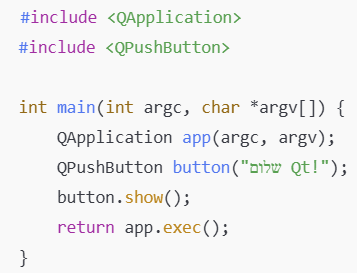 #include <QApplication>
#include <QPushButton>

int main(int argc, char *argv[]) {
    QApplication app(argc, argv);
    QPushButton button("שלום Qt!");
    button.show();
    return app.exec();
}